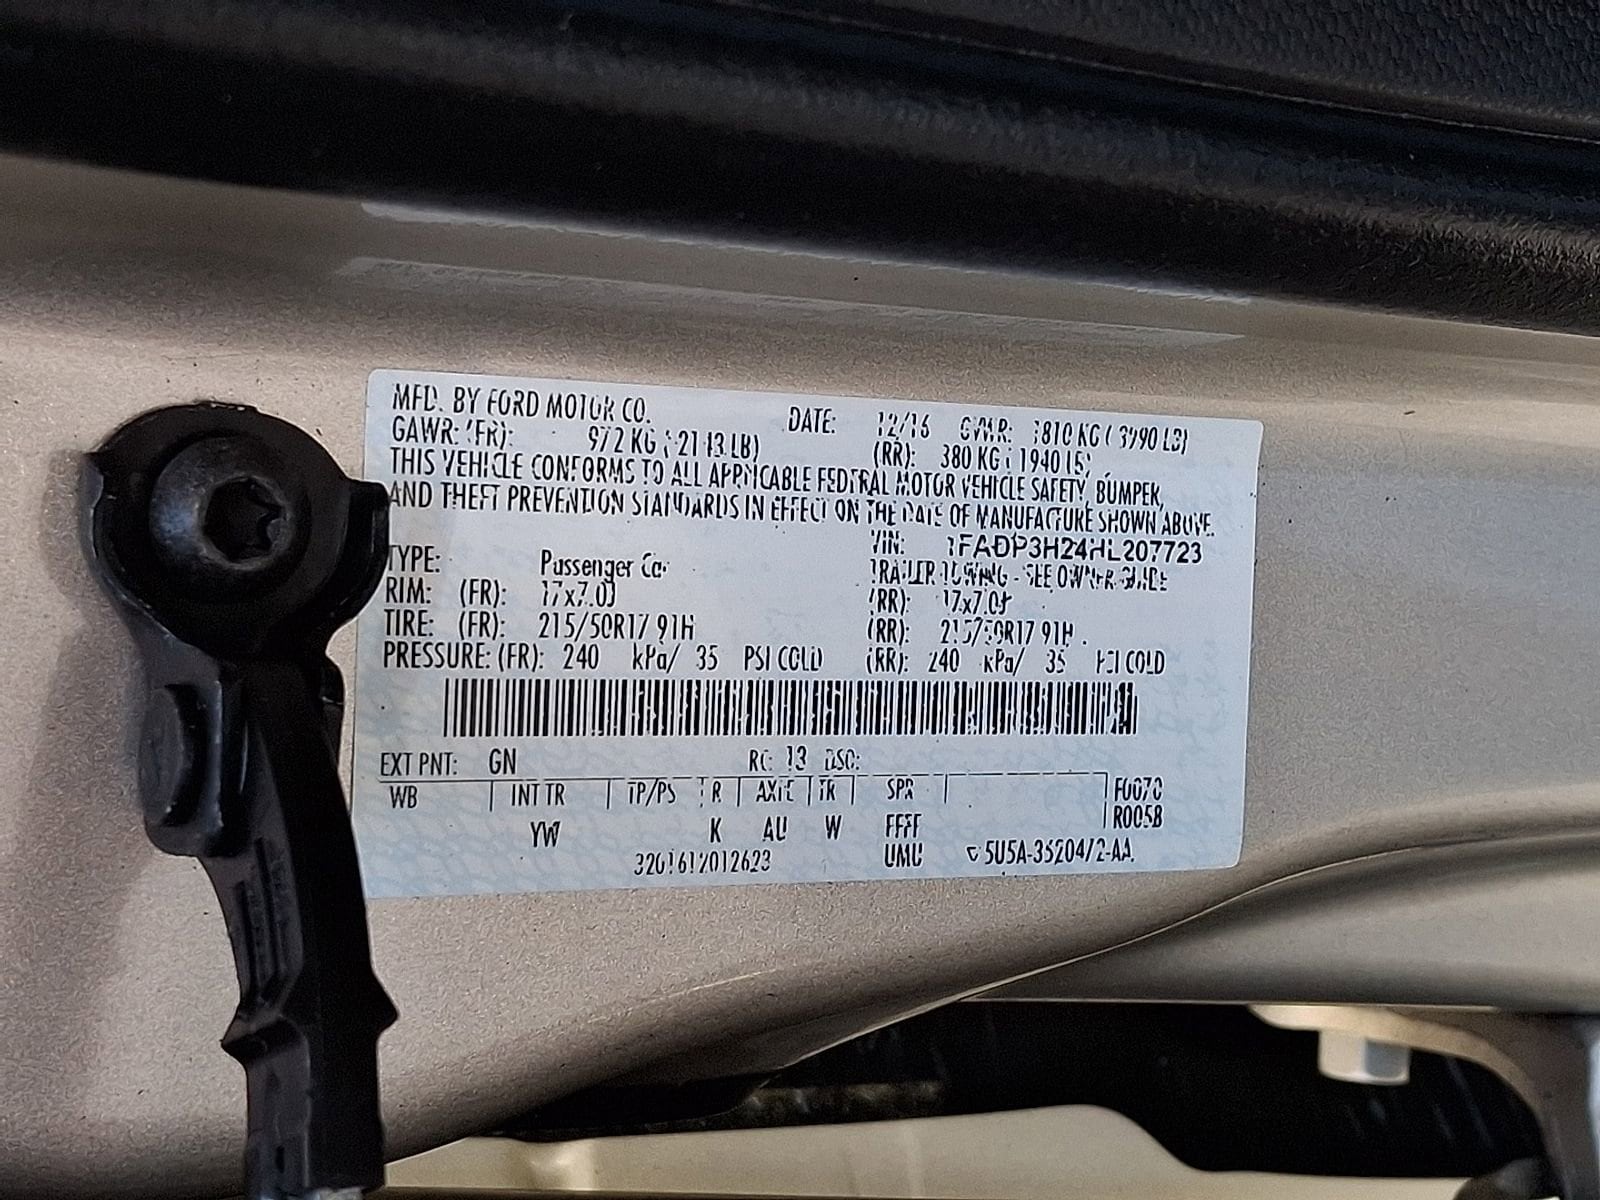 MFD. BY FORD MOTOR CO. DATE: 12/16 GVWR: 1810 KG ( 3990 LB)
GAWR: (FR): 972 KG ( 2143 LB) (RR): 880 KG ( 1940 LB)
THIS VEHICLE CONFORMS TO ALL APPLICABLE FEDERAL MOTOR VEHICLE SAFETY, BUMPER,
AND THEFT PREVENTION STANDARDS IN EFFECT ON THE DATE OF MANUFACTURE SHOWN ABOVE.
VIN: 1FADP3H24HL207723
TYPE: Passenger Car TRAILER TOWING - SEE OWNER GUIDE
RIM: (FR): 17x7.0J (RR): 17x7.0J
TIRE: (FR): 215/50R17 91H (RR): 215/50R17 91H
PRESSURE: (FR): 240 kPa/ 35 PSI COLD (RR): 240 kPa/ 35 PSI COLD
EXT PNT: GN RC: 13 DSO:
WB INT TR TP/PS R AXLE TR SPR F0070
YW K AU W FFFF R0058
3201612012623 UMU 5U5A-3520472-AA